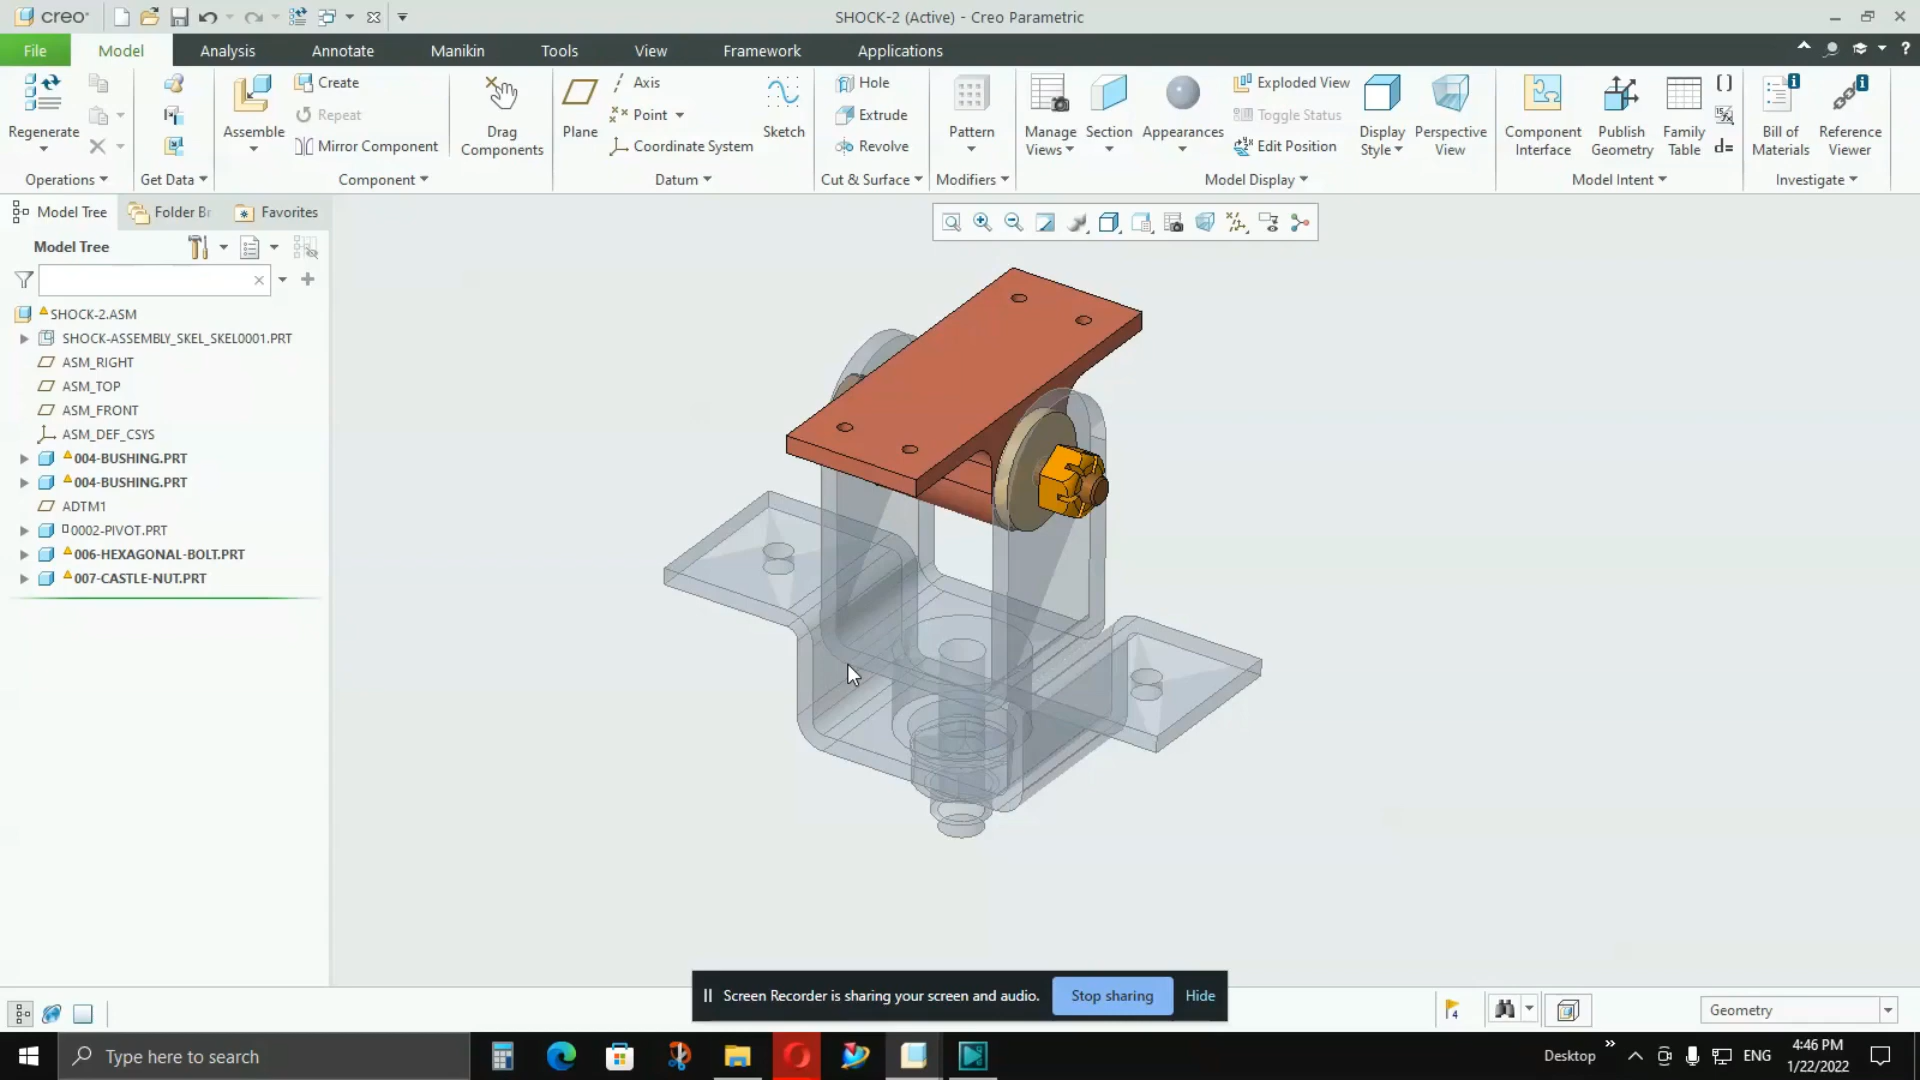 creo
SHOCK-2 (Active) - Creo Parametric
File Model Analysis Annotate Manikin Tools View Framework Applications
Regenerate
Operations
Get Data
Assemble
Create
Repeat
Mirror Component
Component
Drag
Components
Plane
Axis
Point
Coordinate System
Sketch
Datum
Hole
Extrude
Revolve
Cut & Surface
Pattern
Modifiers
Manage
Views
Section
Appearances
Exploded View
Toggle Status
Edit Position
Display
Style
Perspective
View
Model Display
Component
Interface
Publish
Geometry
Family
Table
d=
Model Intent
Bill of
Materials
Reference
Viewer
Investigate
Model Tree Folder Br Favorites
Model Tree
SHOCK-2.ASM
SHOCK-ASSEMBLY_SKEL_SKEL0001.PRT
ASM_RIGHT
ASM_TOP
ASM_FRONT
ASM_DEF_CSYS
004-BUSHING.PRT
004-BUSHING.PRT
ADTM1
0002-PIVOT.PRT
006-HEXAGONAL-BOLT.PRT
007-CASTLE-NUT.PRT
Screen Recorder is sharing your screen and audio. Stop sharing Hide
4
Geometry
Type here to search
Desktop
ENG
4:46 PM
1/22/2022